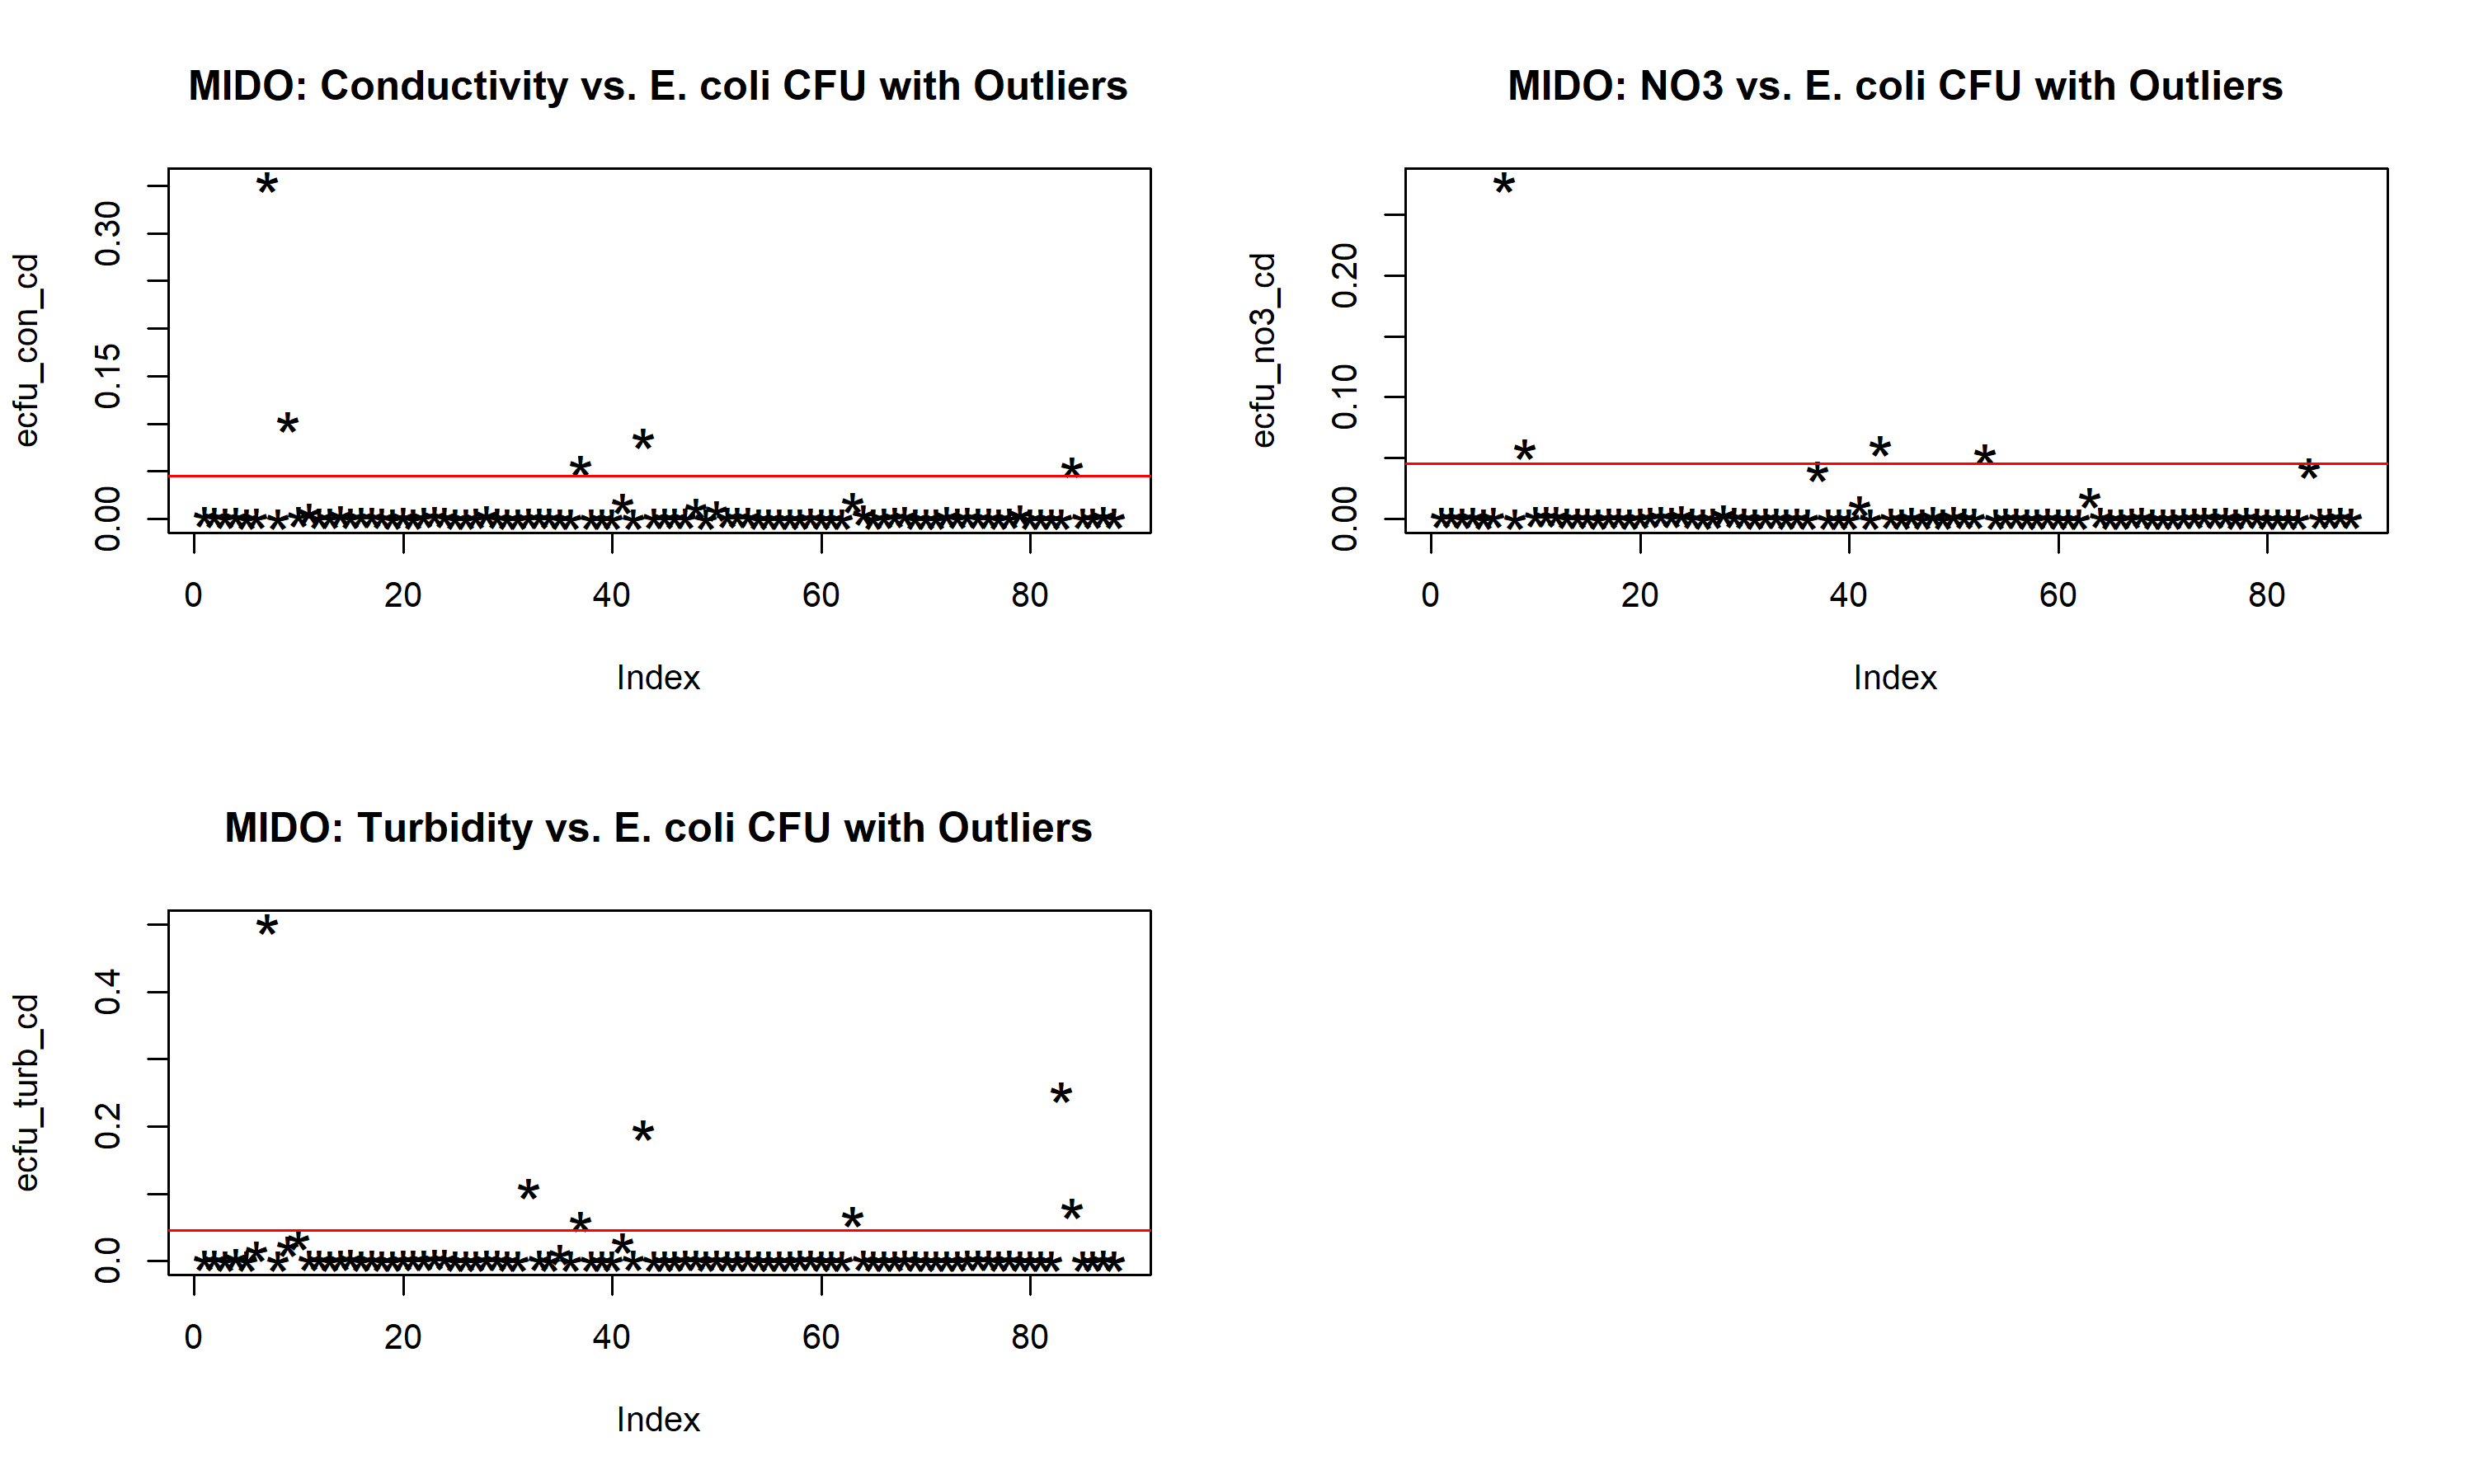 MIDO: Conductivity vs. E. coli CFU with Outliers
ecfu_con_cd
0.00 0.15 0.30
0 20 40 60 80
Index
MIDO: NO3 vs. E. coli CFU with Outliers
ecfu_no3_cd
0.00 0.10 0.20
0 20 40 60 80
Index
MIDO: Turbidity vs. E. coli CFU with Outliers
ecfu_turb_cd
0.0 0.2 0.4
0 20 40 60 80
Index